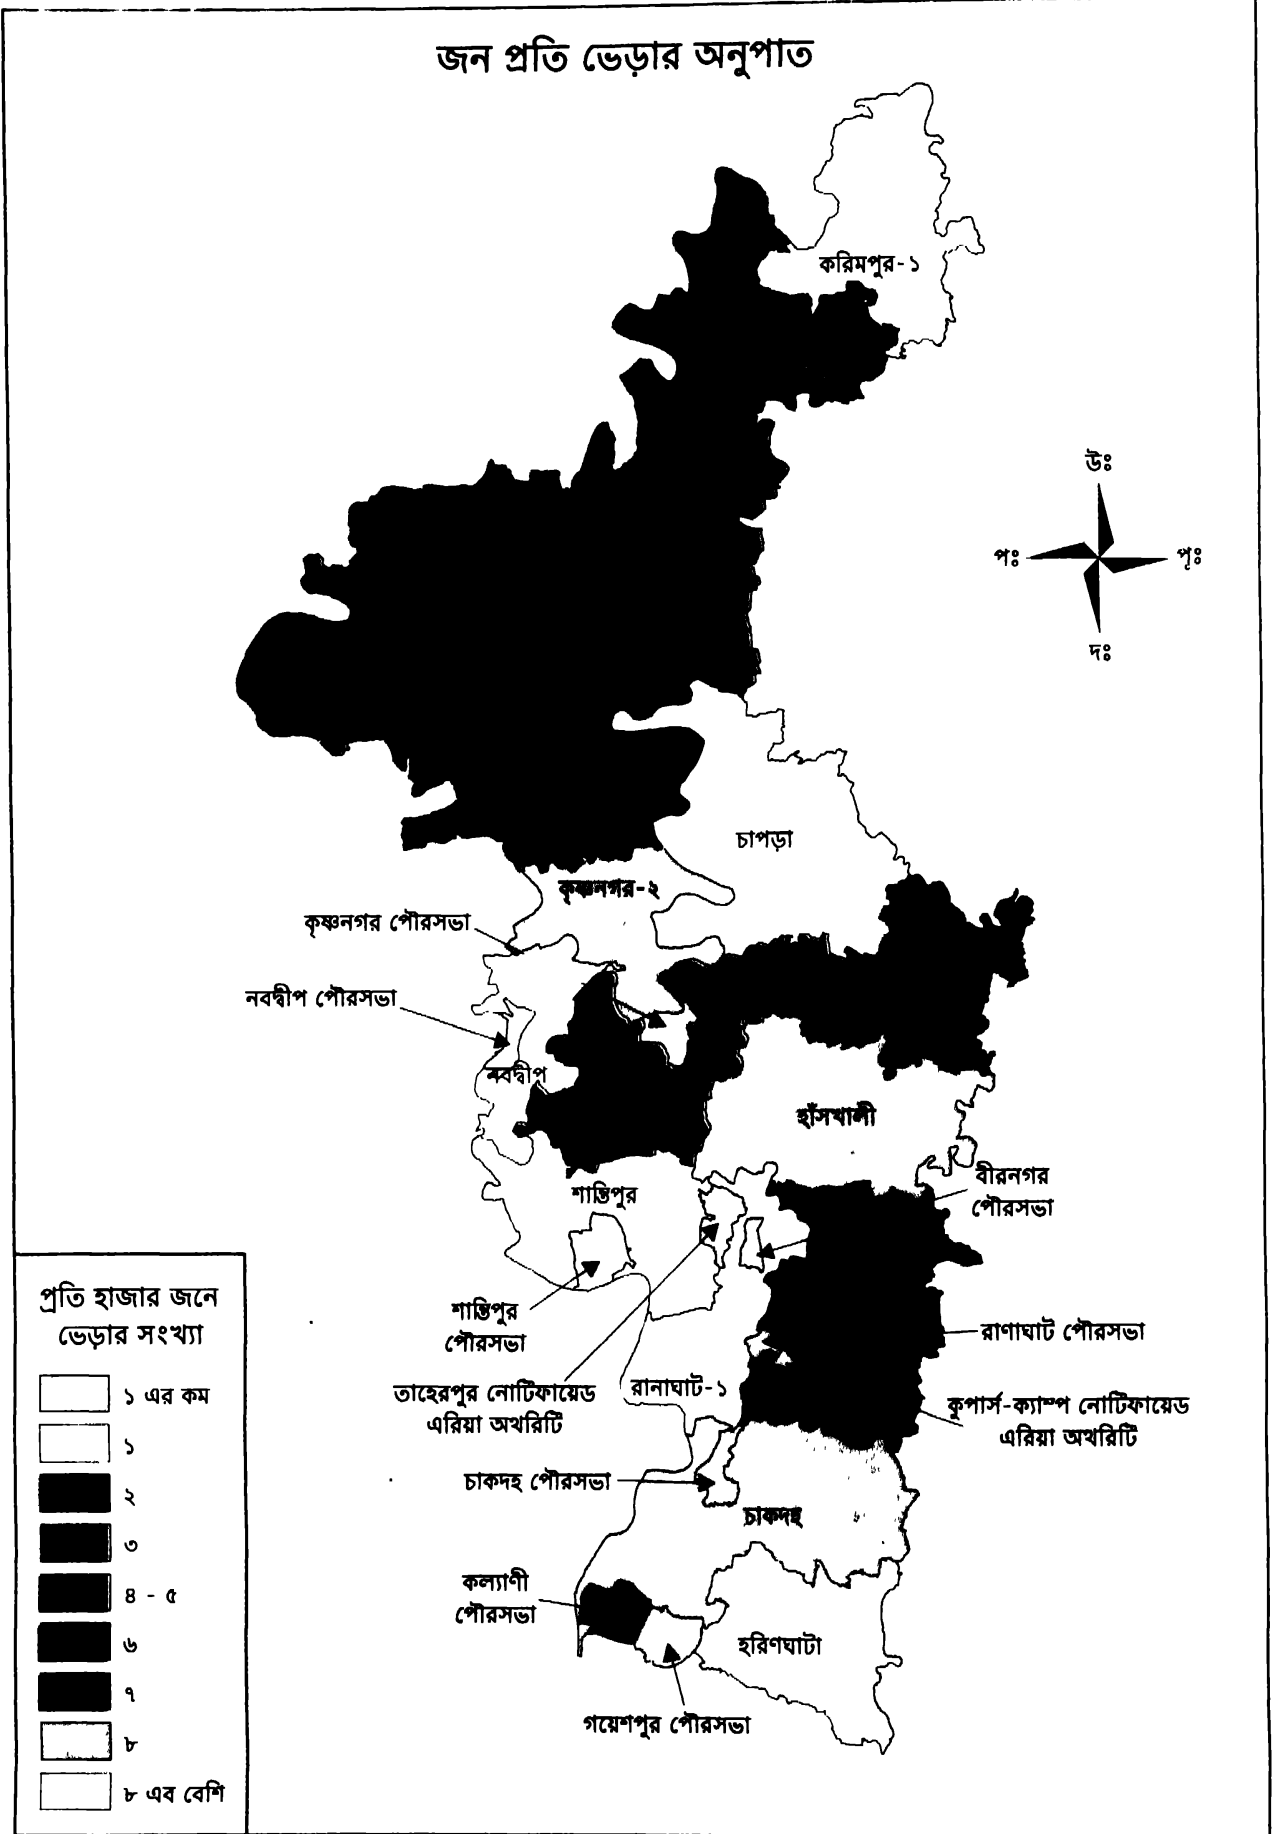 জন প্রতি ভেড়ার অনুপাত
করিমপুর-১
উঃ
পঃ
পূঃ
দঃ
চাপড়া
কৃষ্ণনগর-২
কৃষ্ণনগর পৌরসভা
নবদ্বীপ পৌরসভা
নবদ্বীপ
হাঁসখালী
বীরনগর
পৌরসভা
শান্তিপুর
শান্তিপুর
পৌরসভা
রাণাঘাট পৌরসভা
তাহেরপুর নোটিফায়েড
এরিয়া অথরিটি
রানাঘাট-১
কুপার্স-ক্যাম্প নোটিফায়েড
এরিয়া অথরিটি
চাকদহ পৌরসভা
চাকদহ
কল্যাণী
পৌরসভা
হরিণঘাটা
গয়েশপুর পৌরসভা
প্রতি হাজার জনে
ভেড়ার সংখ্যা
১ এর কম
১
২
৩
৪ - ৫
৬
৭
৮
৮ এব বেশি